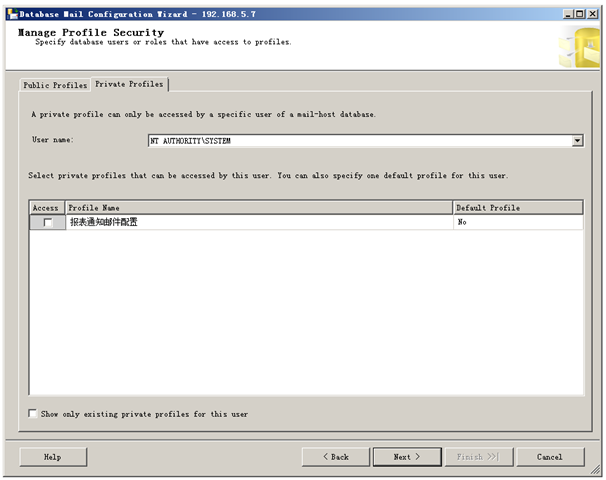 Database Mail Configuration Wizard - 192.168.5.7
Manage Profile Security
Specify database users or roles that have access to profiles.
Public Profiles Private Profiles
A private profile can only be accessed by a specific user of a mail-host database.
User name: NT AUTHORITY\SYSTEM
Select private profiles that can be accessed by this user. You can also specify one default profile for this user.
Access Profile Name Default Profile
报表通知邮件配置 No
Show only existing private profiles for this user
Help < Back Next > Finish >>| Cancel